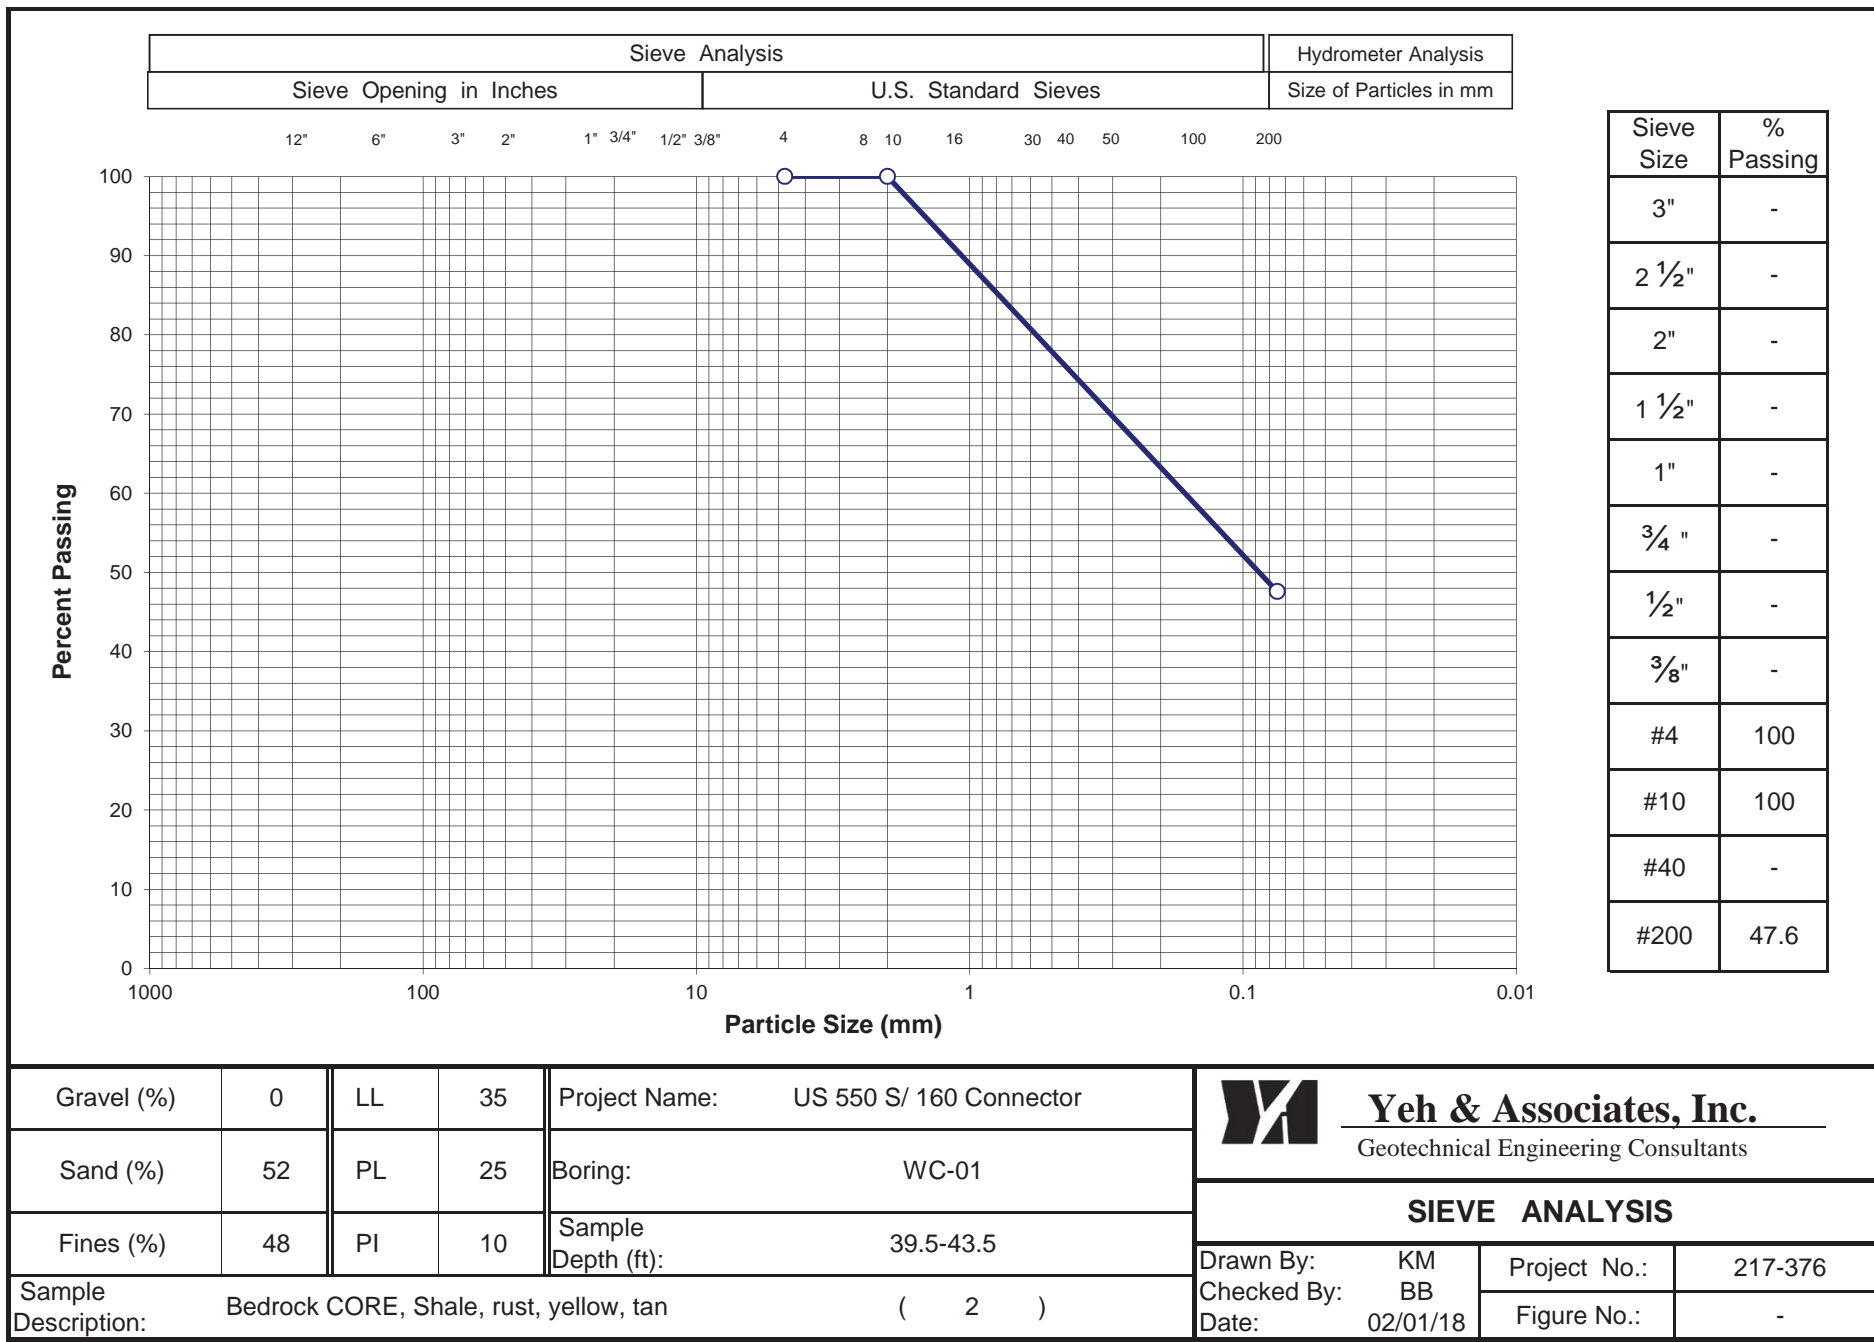 Sieve Analysis
Hydrometer Analysis
Sieve Opening in Inches
U.S. Standard Sieves
Size of Particles in mm
12" 6" 3" 2" 1" 3/4" 1/2" 3/8" 4 8 10 16 30 40 50 100 200
100
90
80
70
60
50
40
30
20
10
0
Percent Passing
1000 100 10 1 0.1 0.01
Particle Size (mm)
Sieve Size % Passing
3" -
2 ½" -
2" -
1 ½" -
1" -
¾ " -
½" -
⅜" -
#4 100
#10 100
#40 -
#200 47.6
Gravel (%) 0 LL 35 Project Name: US 550 S/ 160 Connector
Sand (%) 52 PL 25 Boring: WC-01
Fines (%) 48 PI 10 Sample Depth (ft): 39.5-43.5
Sample Description: Bedrock CORE, Shale, rust, yellow, tan ( 2 )
Yeh & Associates, Inc.
Geotechnical Engineering Consultants
SIEVE ANALYSIS
Drawn By: KM
Checked By: BB
Date: 02/01/18
Project No.: 217-376
Figure No.: -